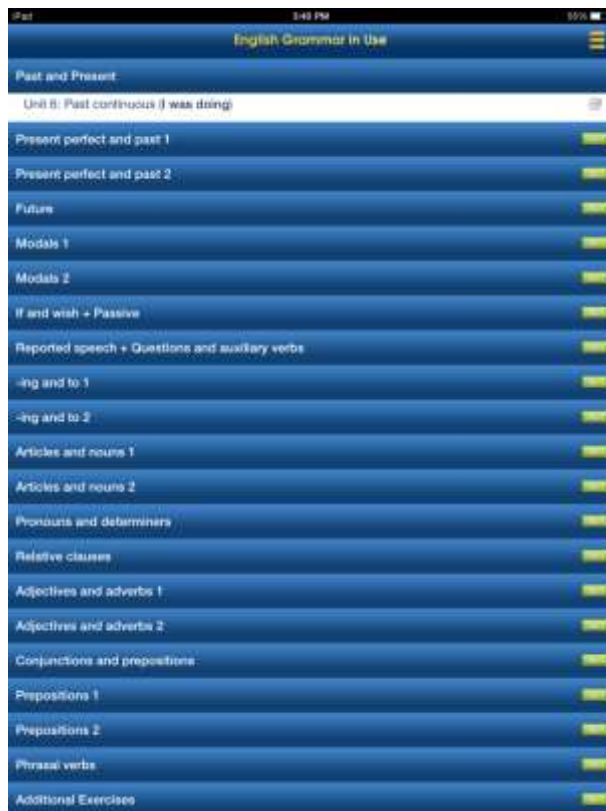 iPad 3:40 PM
English Grammar in Use
Past and Present
Unit 6: Past continuous (I was doing)
Present perfect and past 1
Present perfect and past 2
Future
Modals 1
Modals 2
If and wish + Passive
Reported speech + Questions and auxiliary verbs
-ing and to 1
-ing and to 2
Articles and nouns 1
Articles and nouns 2
Pronouns and determiners
Relative clauses
Adjectives and adverbs 1
Adjectives and adverbs 2
Conjunctions and prepositions
Prepositions 1
Prepositions 2
Phrasal verbs
Additional Exercises